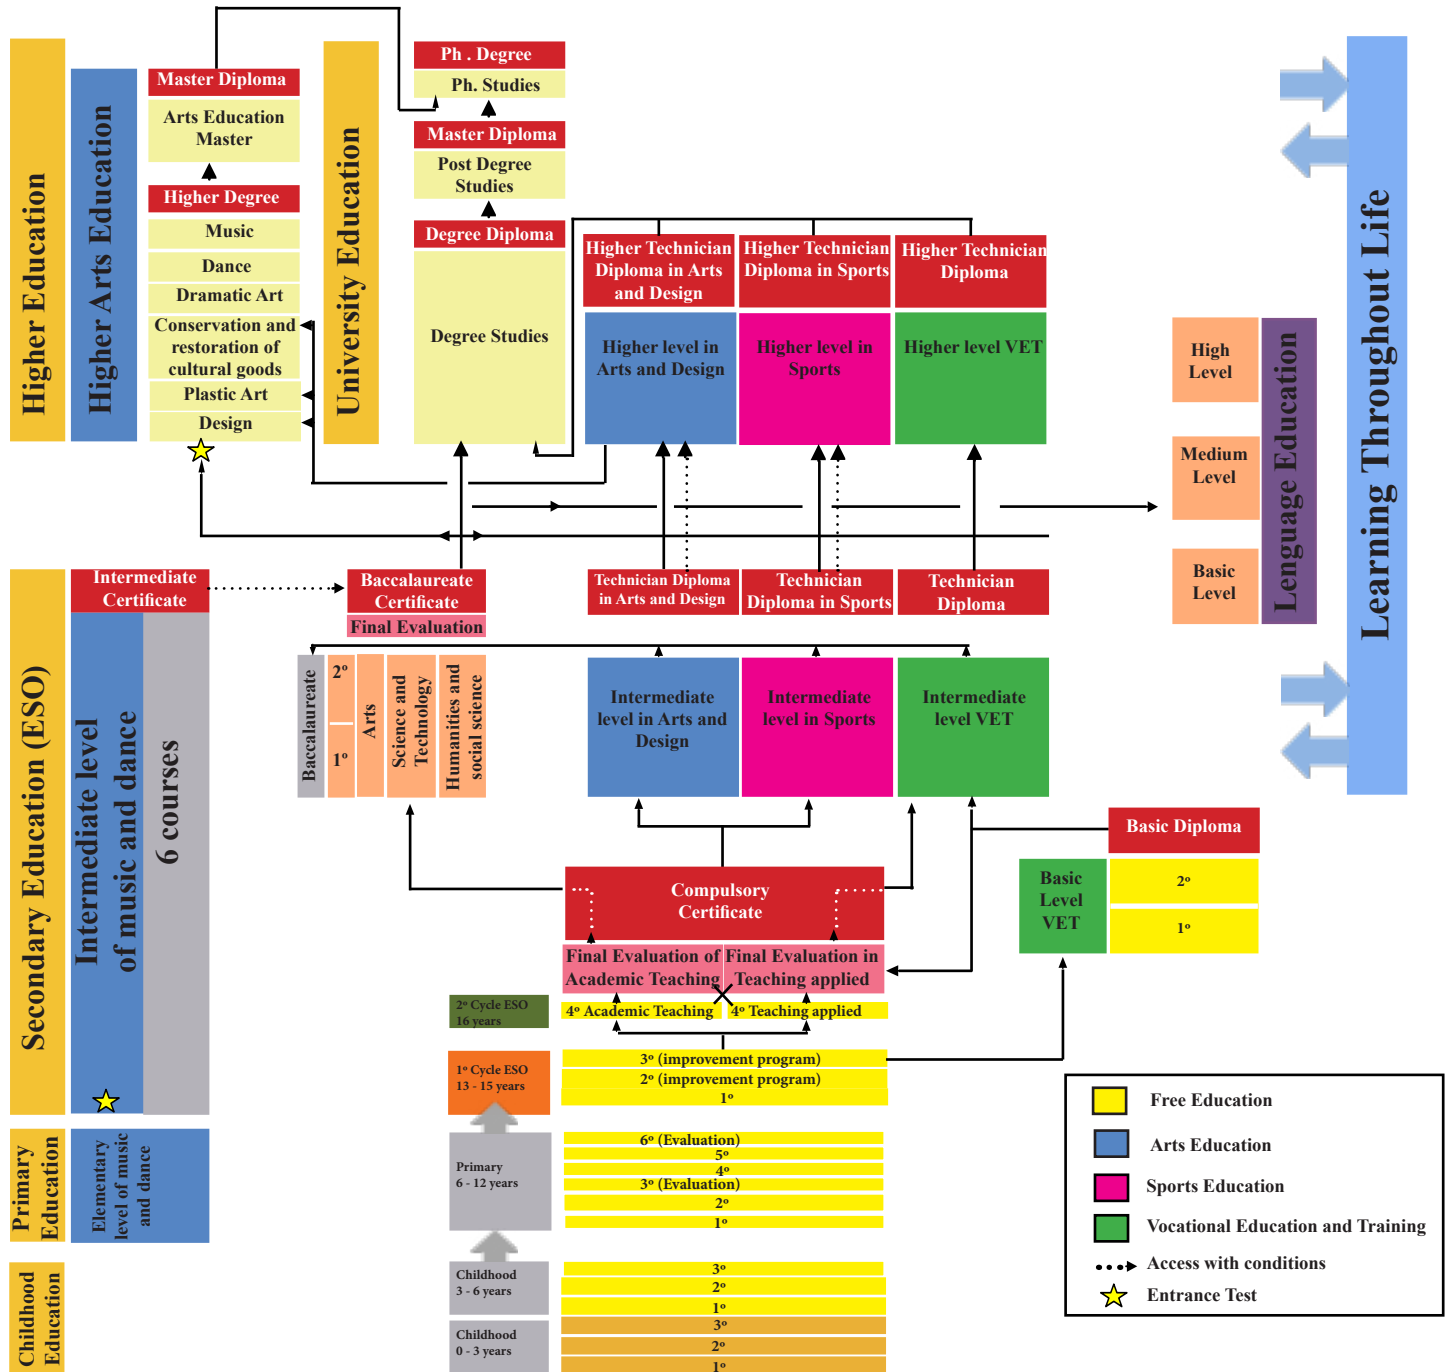 Higher Education
Higher Arts Education
Master Diploma
Arts Education
Master
Higher Degree
Music
Dance
Dramatic Art
Conservation and
restoration of
cultural goods
Plastic Art
Design
University Education
Ph . Degree
Ph. Studies
Master Diploma
Post Degree
Studies
Degree Diploma
Degree Studies
Higher Technician
Diploma in Arts
and Design
Higher level in
Arts and Design
Higher Technician
Diploma in Sports
Higher level in
Sports
Higher Technician
Diploma
Higher level VET
High
Level
Medium
Level
Basic
Level
Lenguage Education
Learning Throughout Life
Secondary Education (ESO)
Intermediate
Certificate
Intermediate level
of music and dance
6 courses
Baccalaureate
Certificate
Final Evaluation
Baccalaureate
2º
1º
Arts
Science and
Technology
Humanities and
social science
Technician Diploma
in Arts and Design
Technician
Diploma in Sports
Technician
Diploma
Intermediate
level in Arts and
Design
Intermediate
level in Sports
Intermediate
level VET
Basic Diploma
Basic
Level
VET
2º
1º
Compulsory
Certificate
Final Evaluation of
Academic Teaching
Final Evaluation in
Teaching applied
2º Cycle ESO
16 years
4º Academic Teaching
4º Teaching applied
1º Cycle ESO
13 - 15 years
3º (improvement program)
2º (improvement program)
1º
Primary
Education
Elementary
level of music
and dance
Primary
6 - 12 years
6º (Evaluation)
5º
4º
3º (Evaluation)
2º
1º
Childhood
Education
Childhood
3 - 6 years
3º
2º
1º
Childhood
0 - 3 years
3º
2º
1º
Free Education
Arts Education
Sports Education
Vocational Education and Training
Access with conditions
Entrance Test